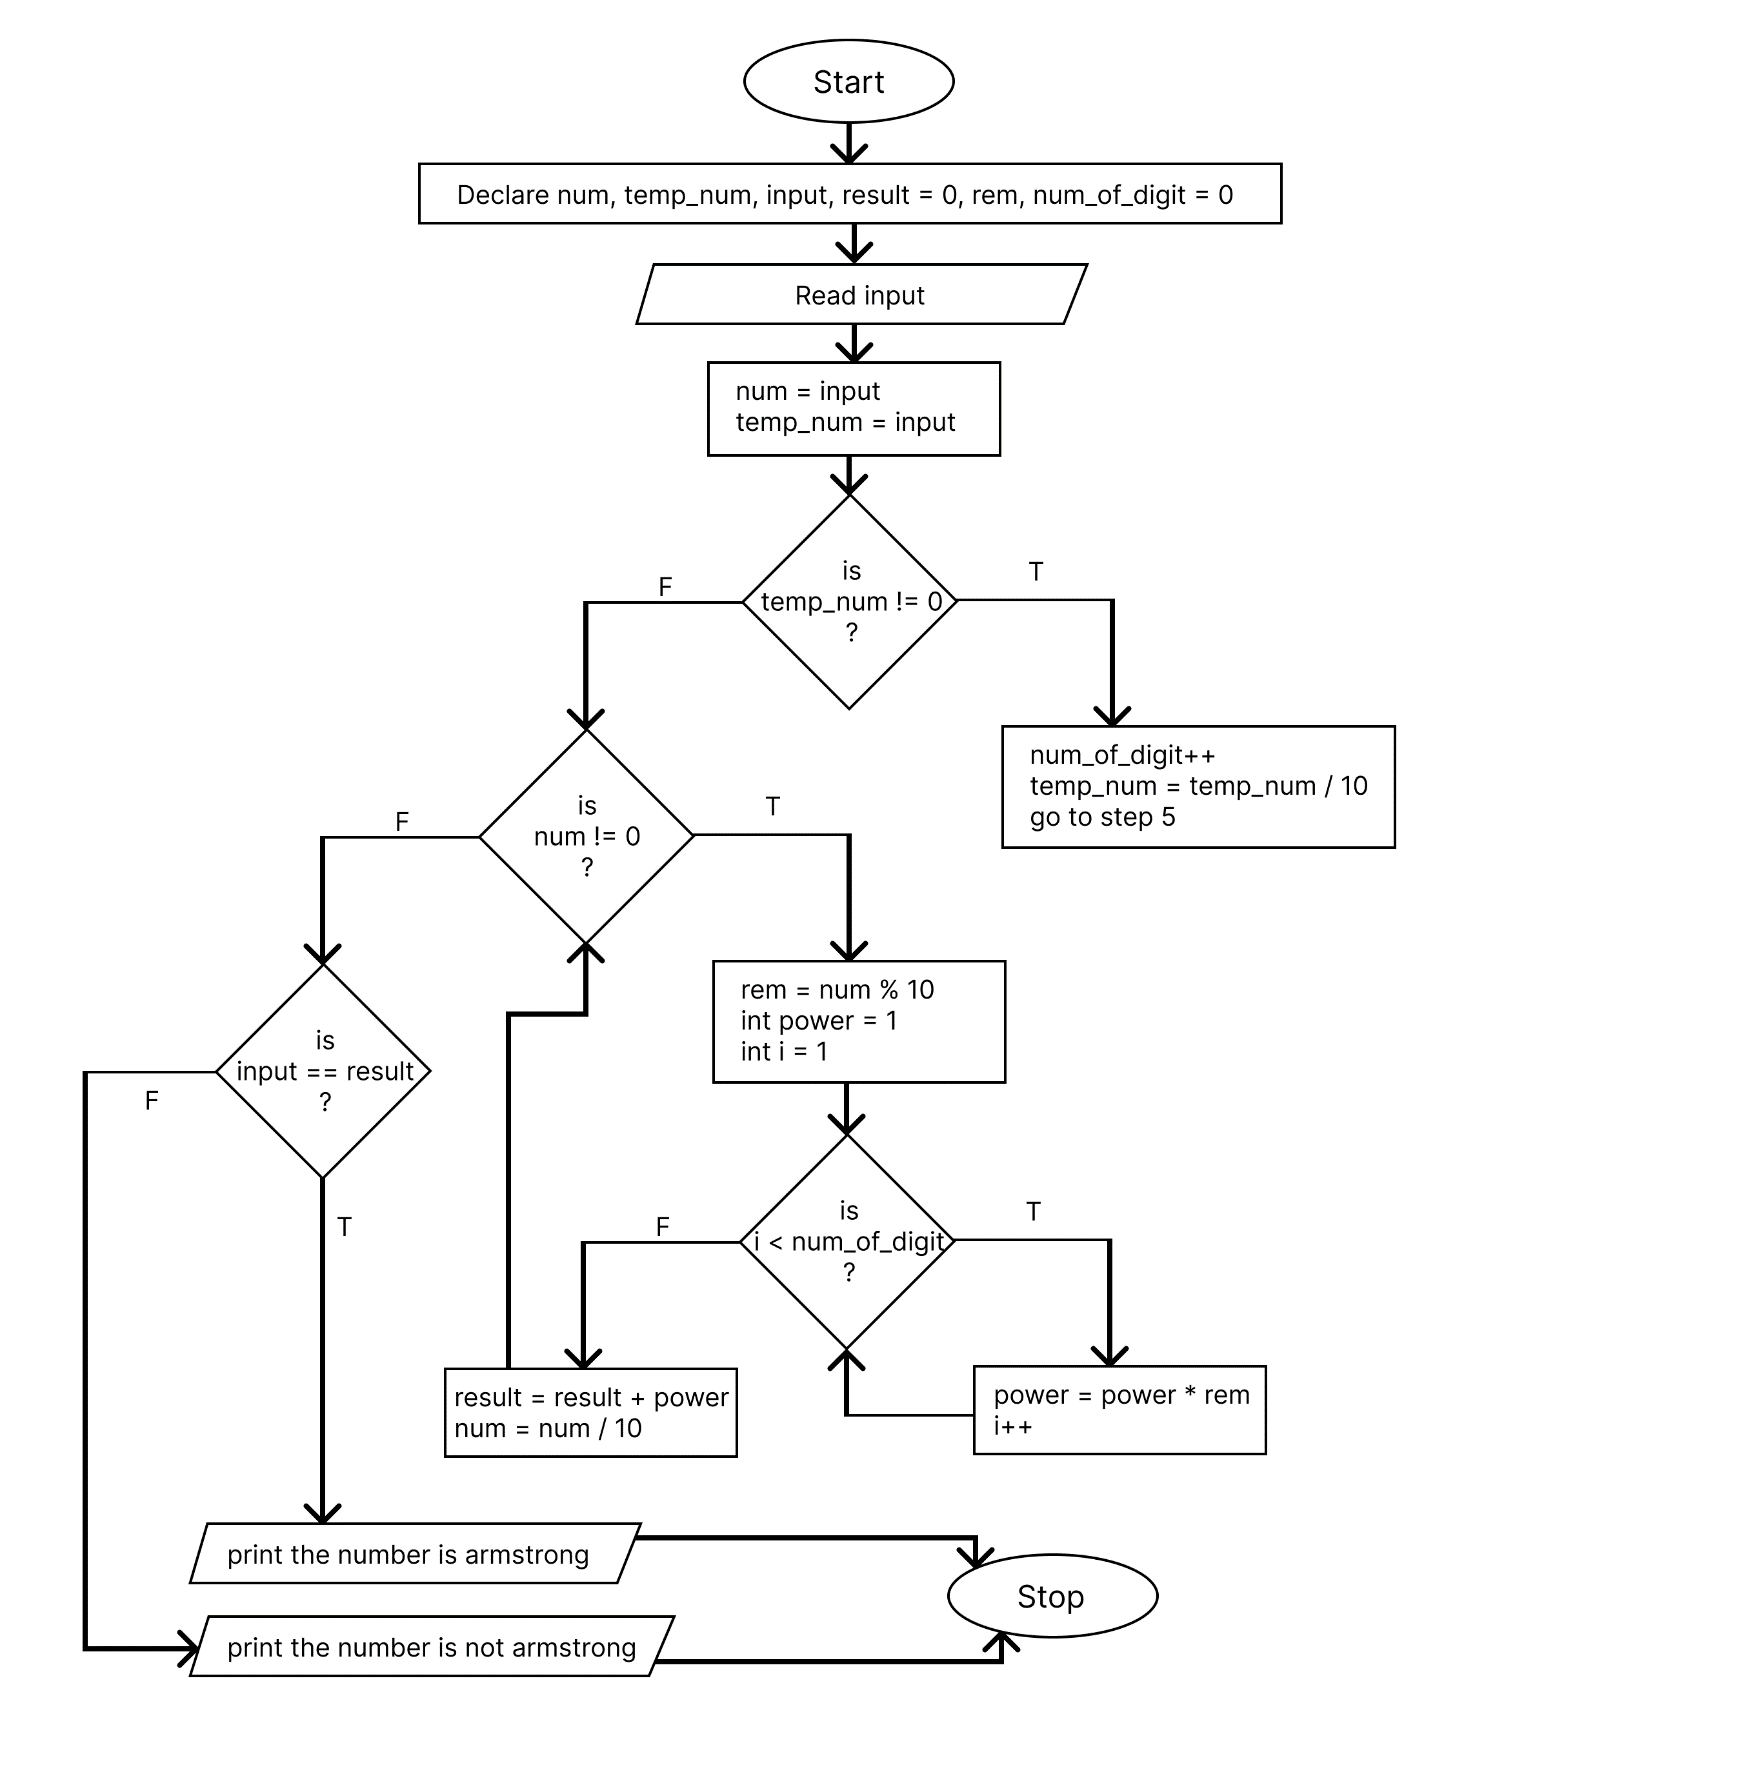 Start
Declare num, temp_num, input, result = 0, rem, num_of_digit = 0
Read input
num = input
temp_num = input
is
temp_num != 0
?
F
T
num_of_digit++
temp_num = temp_num / 10
go to step 5
is
num != 0
?
F
T
is
input == result
?
F
T
rem = num % 10
int power = 1
int i = 1
is
i < num_of_digit
?
F
T
result = result + power
num = num / 10
power = power * rem
i++
print the number is armstrong
print the number is not armstrong
Stop